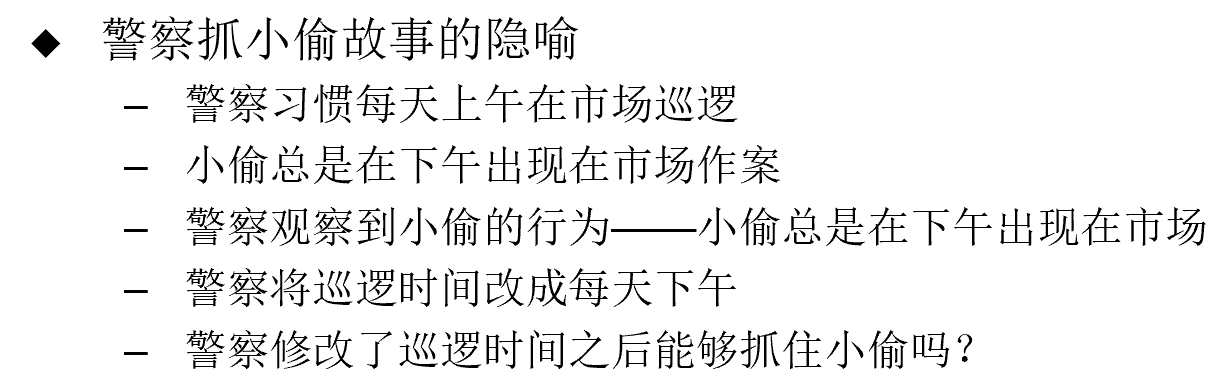 ◆ 警察抓小偷故事的隐喻
– 警察习惯每天上午在市场巡逻
– 小偷总是在下午出现在市场作案
– 警察观察到小偷的行为——小偷总是在下午出现在市场
– 警察将巡逻时间改成每天下午
– 警察修改了巡逻时间之后能够抓住小偷吗？